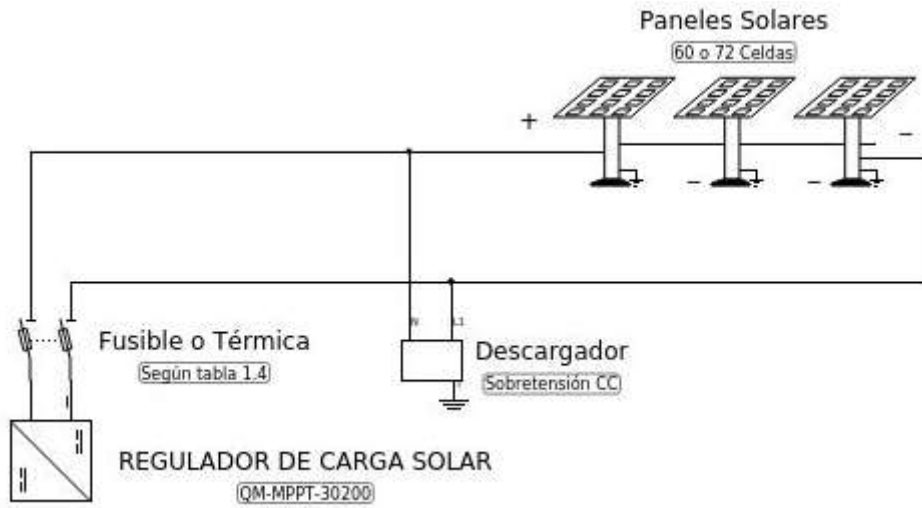 Paneles Solares
60 o 72 Celdas
+
−
− −
N L1
Fusible o Térmica
Según tabla 1.4
Descargador
Sobretensión CC
REGULADOR DE CARGA SOLAR
QM-MPPT-30200